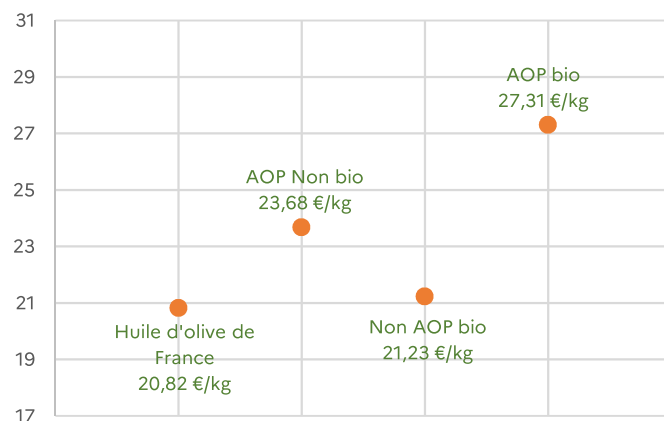 31
29
27
25
23
21
19
17
AOP bio
27,31 €/kg
AOP Non bio
23,68 €/kg
Huile d'olive de
France
20,82 €/kg
Non AOP bio
21,23 €/kg